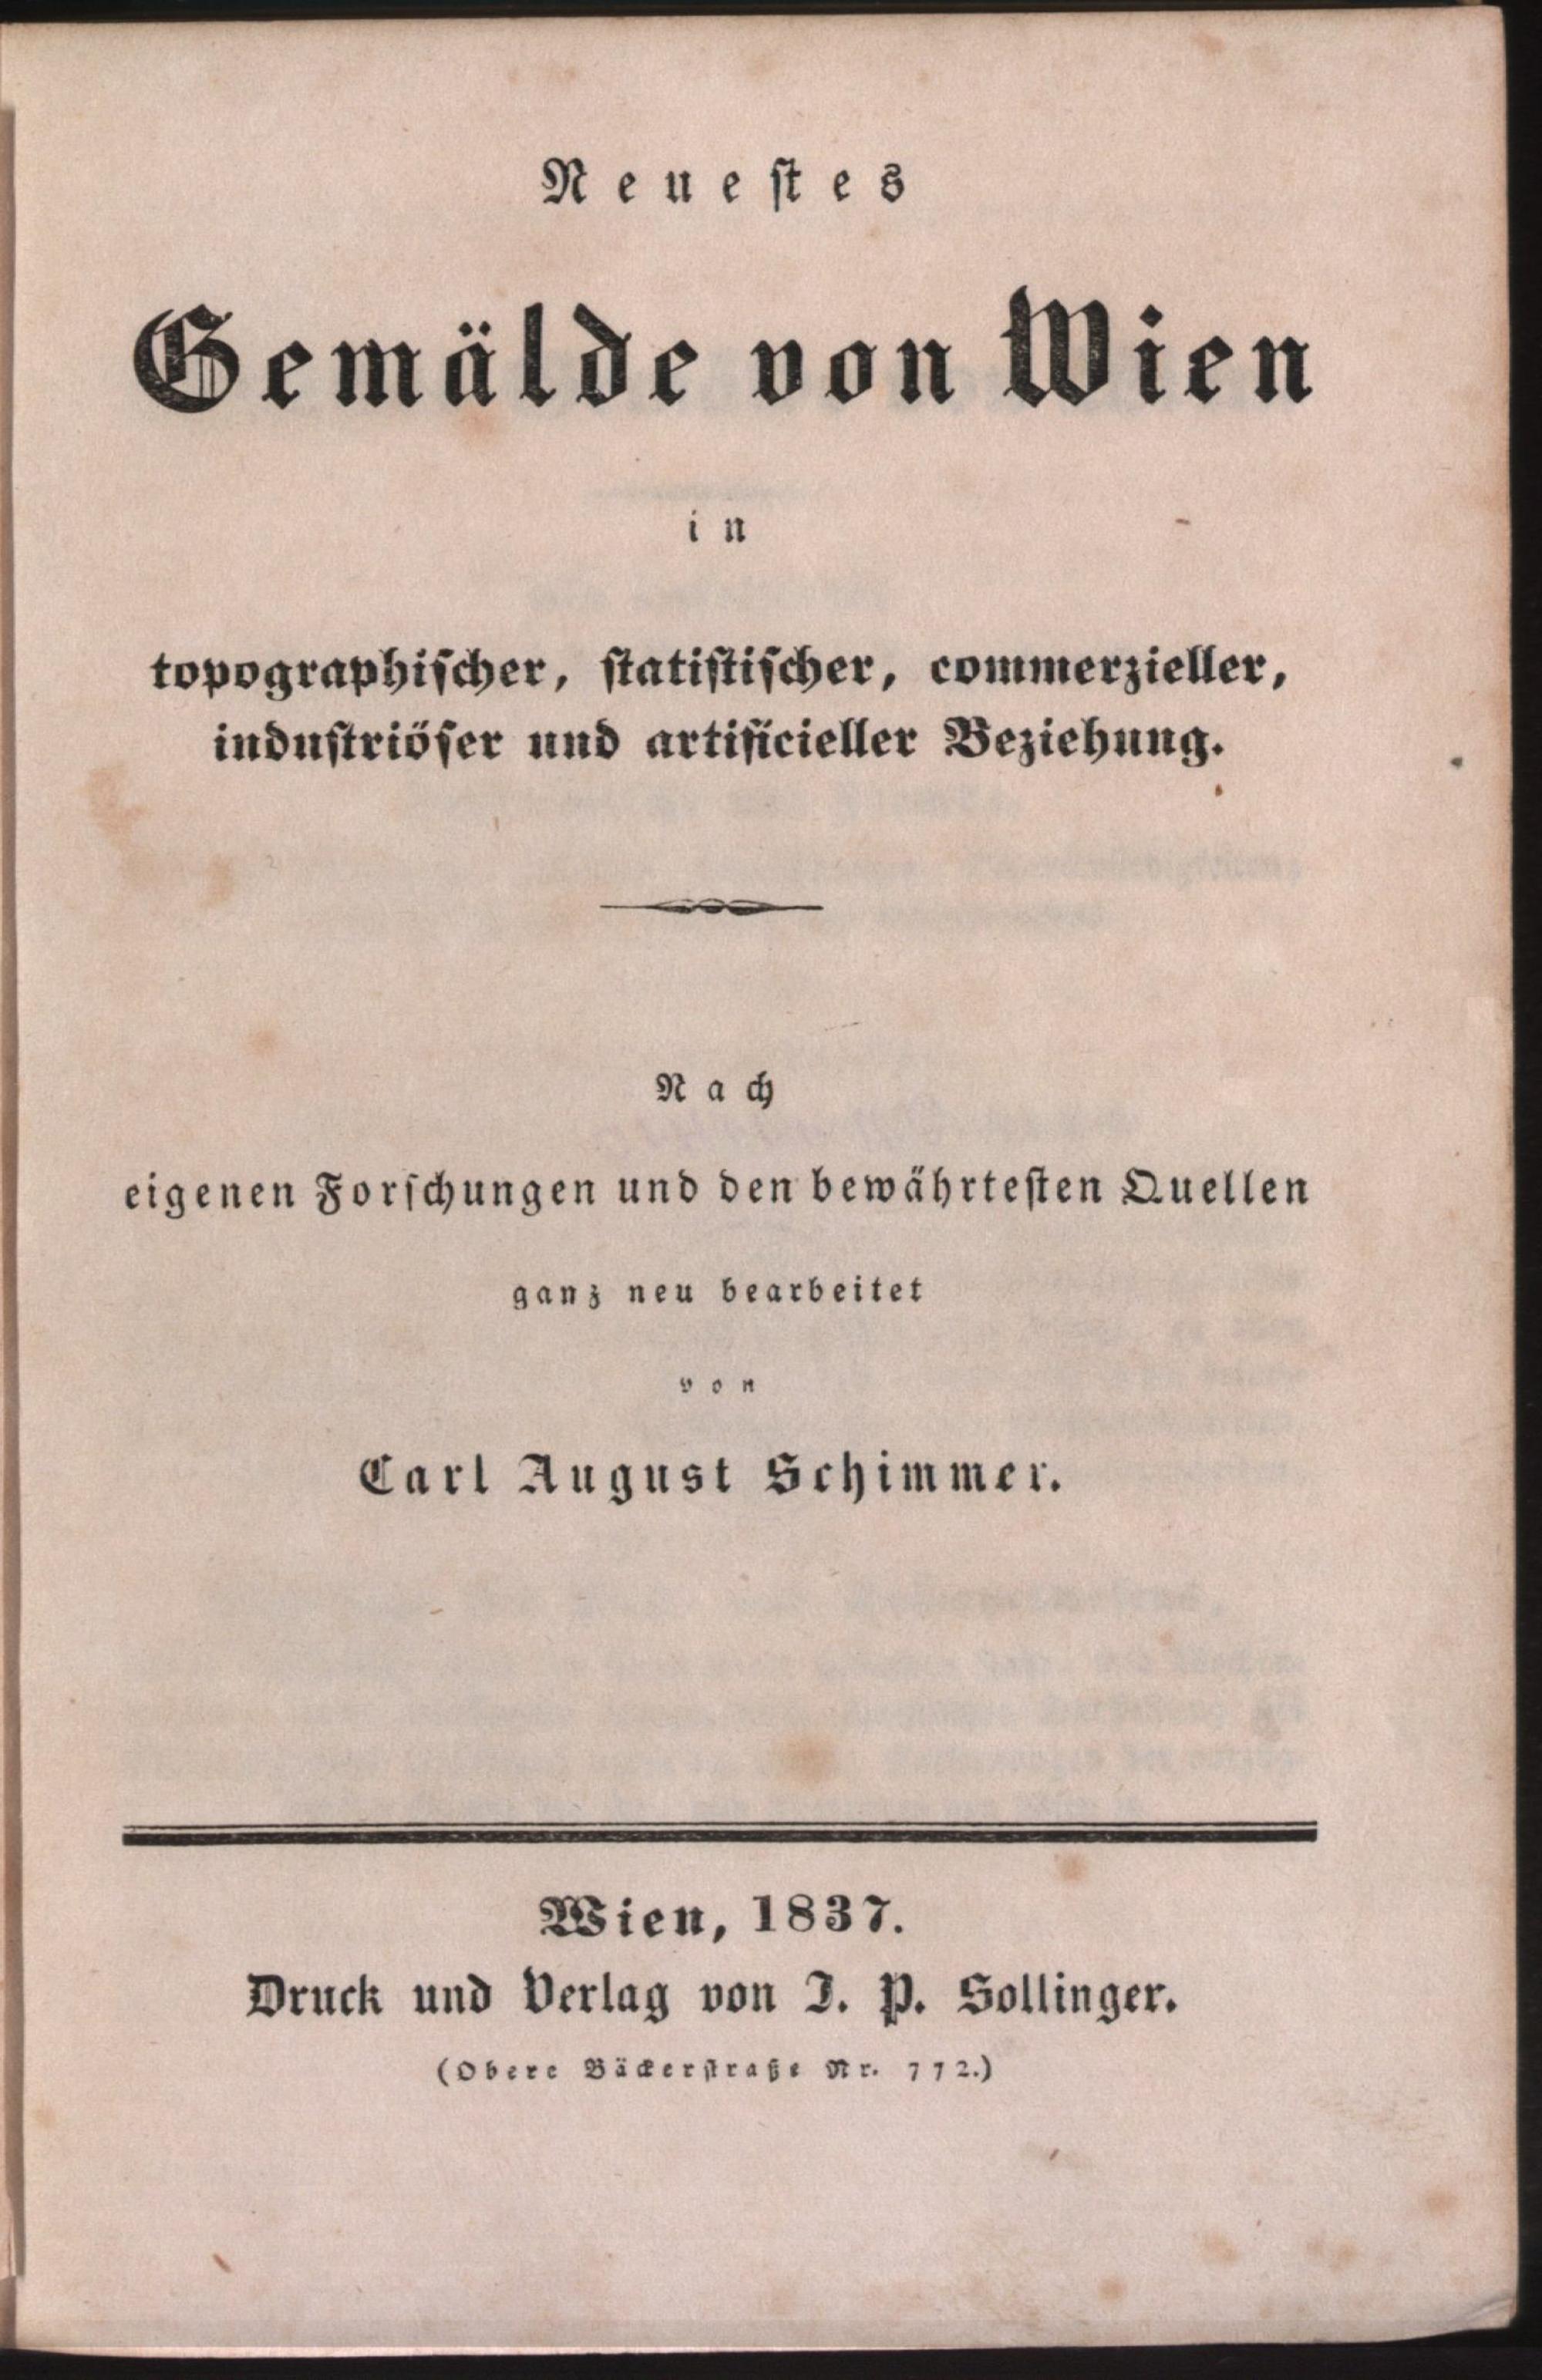 Neuestes
Gemälde von Wien
in
topographischer, statistischer, commerzieller,
industriöser und artificieller Beziehung.
Nach
eigenen Forschungen und den bewährtesten Quellen
ganz neu bearbeitet
von
Carl August Schimmer.
Wien, 1837.
Druck und Verlag von J. P. Sollinger.
(Obere Bäckerstraße Nr. 772.)